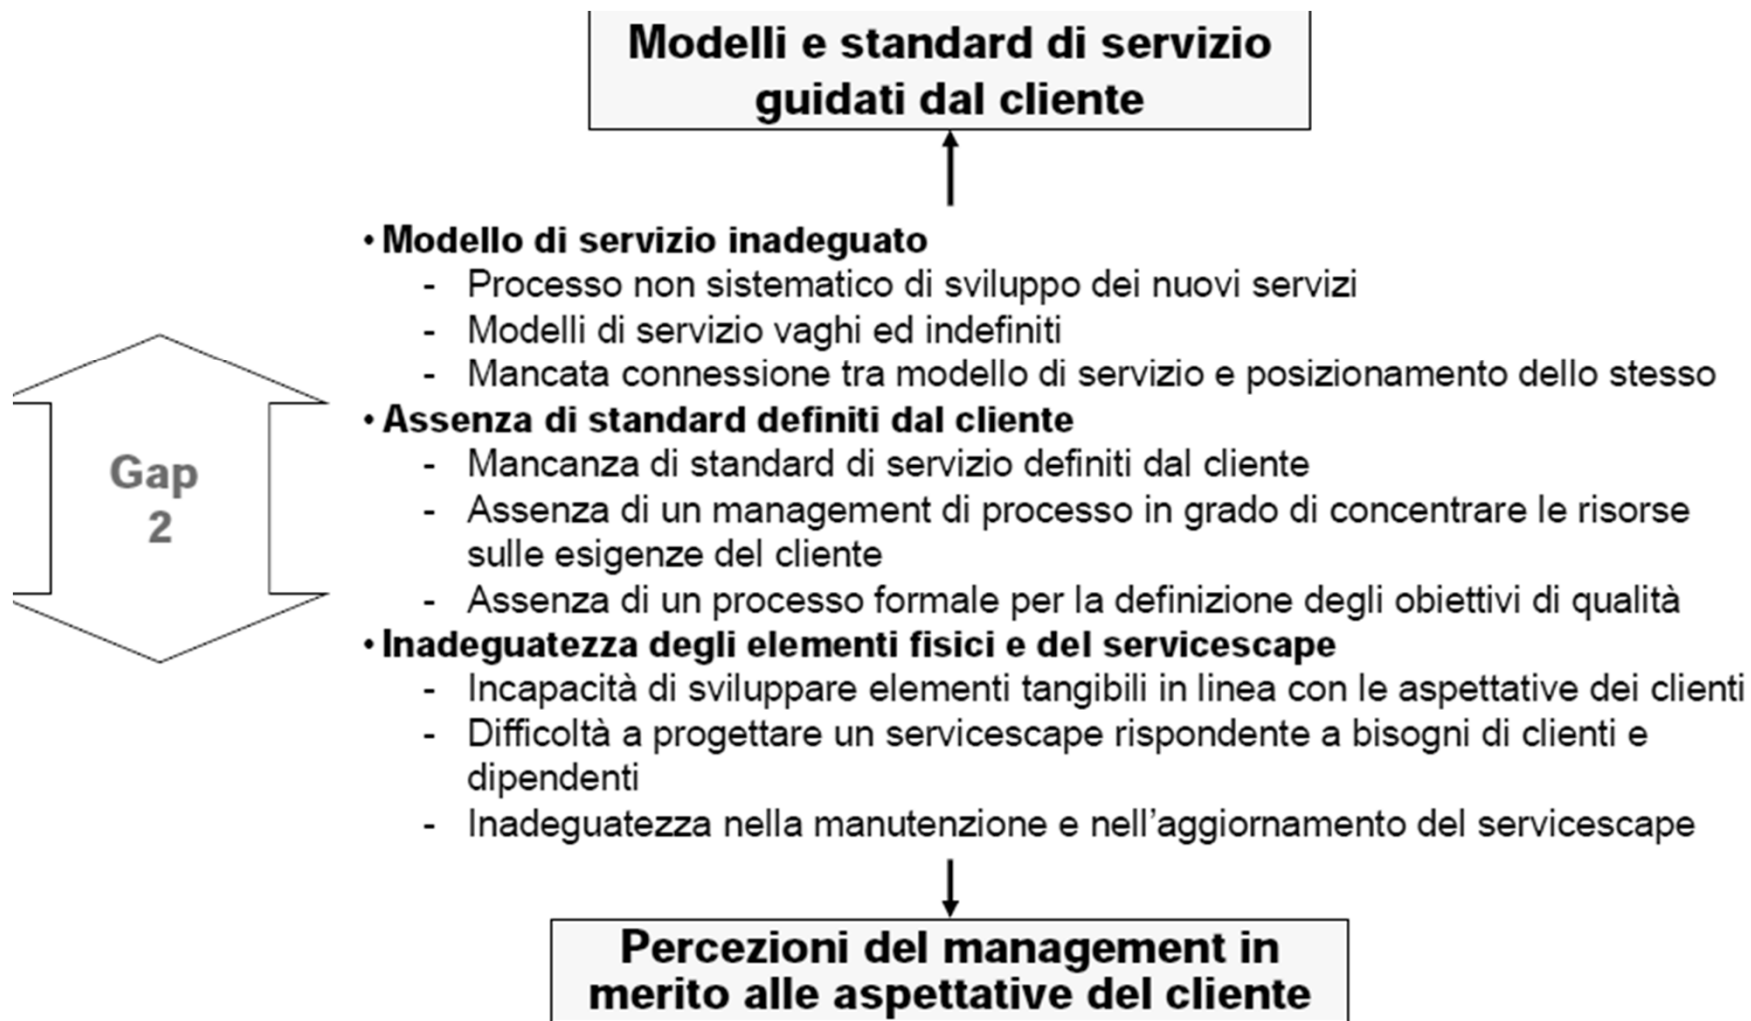 Modelli e standard di servizio
guidati dal cliente
• Modello di servizio inadeguato
- Processo non sistematico di sviluppo dei nuovi servizi
- Modelli di servizio vaghi ed indefiniti
- Mancata connessione tra modello di servizio e posizionamento dello stesso
• Assenza di standard definiti dal cliente
- Mancanza di standard di servizio definiti dal cliente
- Assenza di un management di processo in grado di concentrare le risorse
sulle esigenze del cliente
- Assenza di un processo formale per la definizione degli obiettivi di qualità
• Inadeguatezza degli elementi fisici e del servicescape
- Incapacità di sviluppare elementi tangibili in linea con le aspettative dei clienti
- Difficoltà a progettare un servicescape rispondente a bisogni di clienti e
dipendenti
- Inadeguatezza nella manutenzione e nell'aggiornamento del servicescape
Gap
2
Percezioni del management in
merito alle aspettative del cliente